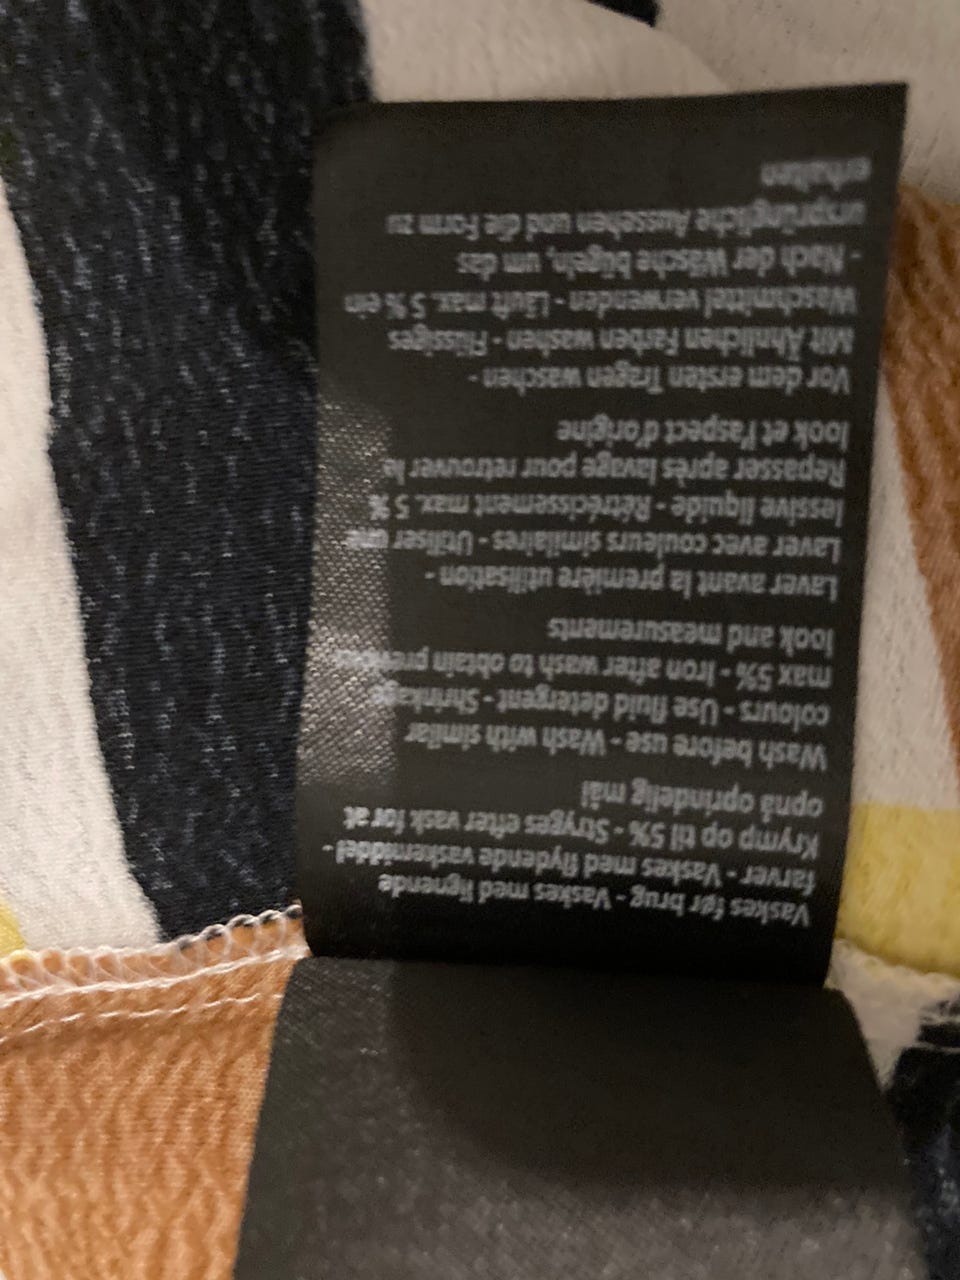 Vaskes før brug - Vaskes med lignende
farver - Vaskes med flydende vaskemiddel -
Krymp op til 5% - Stryges efter vask for at
opnå oprindelig mål
Wash before use - Wash with similar
colours - Use fluid detergent - Shrinkage
max 5% - Iron after wash to obtain previous
look and measurements
Laver avant la première utilisation -
Laver avec couleurs similaires - Utiliser une
lessive liquide - Rétrécissement max. 5 %
Repasser après lavage pour retrouver le
look et l'aspect d'origine
Vor dem ersten Tragen waschen -
Mit Ähnlichen Farben waschen - Flüssiges
Waschmittel verwenden - Läuft max. 5 % ein
- Nach der Wäsche bügeln, um das
ursprüngliche Aussehen und die Form zu
erhalten